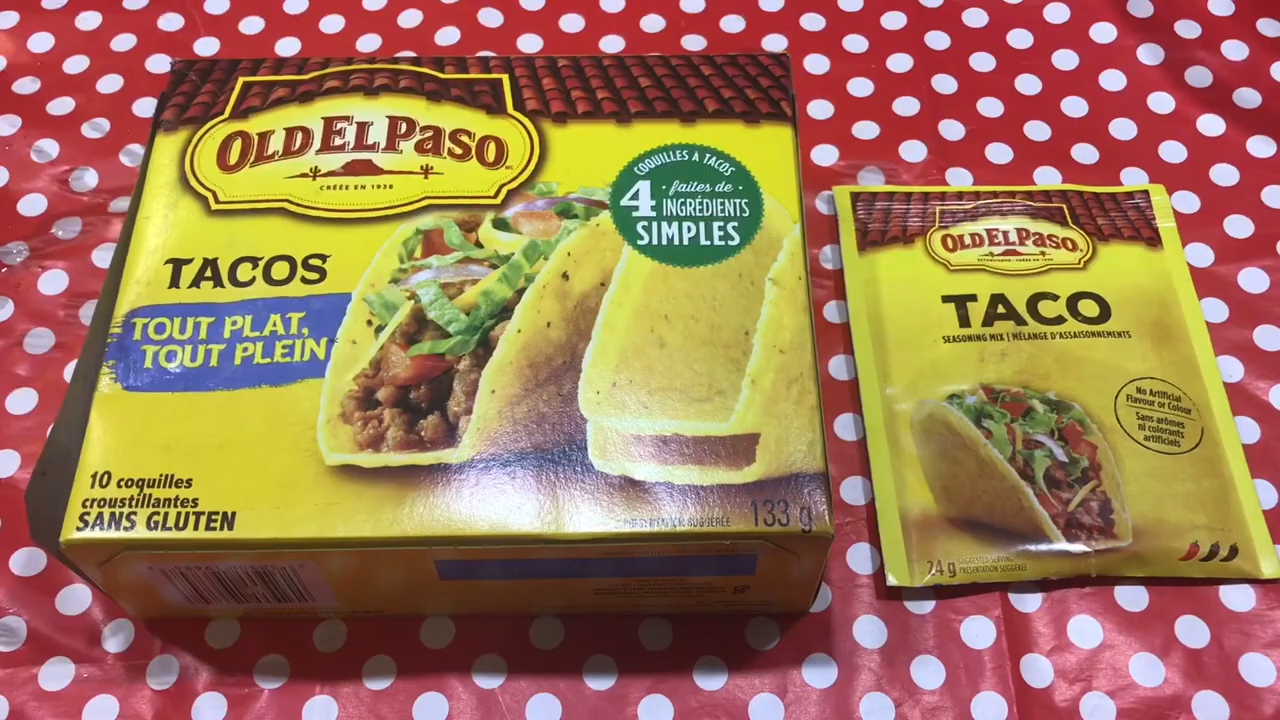 OLD EL PASO
CRÉÉE EN 1938
TACOS
TOUT PLAT,
TOUT PLEIN
COQUILLES À TACOS
4 faites de
INGRÉDIENTS
SIMPLES
10 coquilles
croustillantes
SANS GLUTEN
PRÉSENTATION SUGGÉRÉE
133 g
OLD EL PASO
TACO
SEASONING MIX | MÉLANGE D'ASSAISONNEMENTS
No Artificial
Flavour or Colour
Sans arômes
ni colorants
artificiels
24 g
SUGGESTED SERVING
PRÉSENTATION SUGGÉRÉE